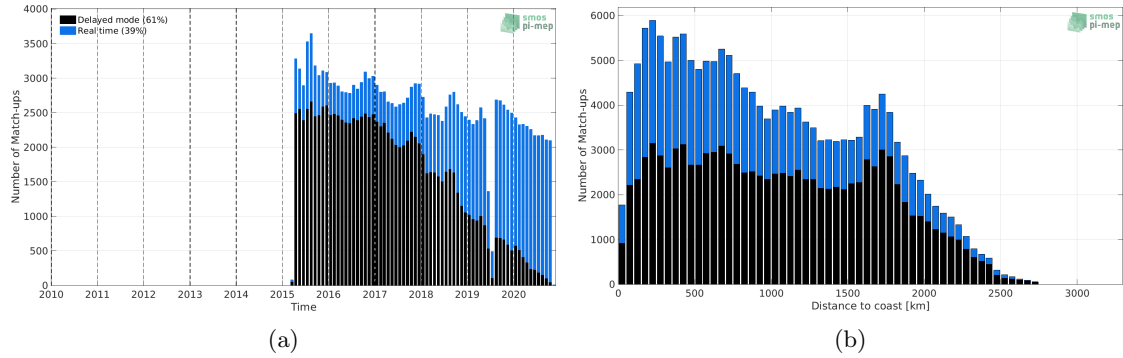 4000
3500
3000
2500
2000
1500
1000
500
0
Number of Match-ups
Delayed mode (61%)
Real time (39%)
smos
pi-mep
2010 2011 2012 2013 2014 2015 2016 2017 2018 2019 2020
Time
(a)
6000
5000
4000
3000
2000
1000
0
Number of Match-ups
smos
pi-mep
0 500 1000 1500 2000 2500 3000
Distance to coast [km]
(b)